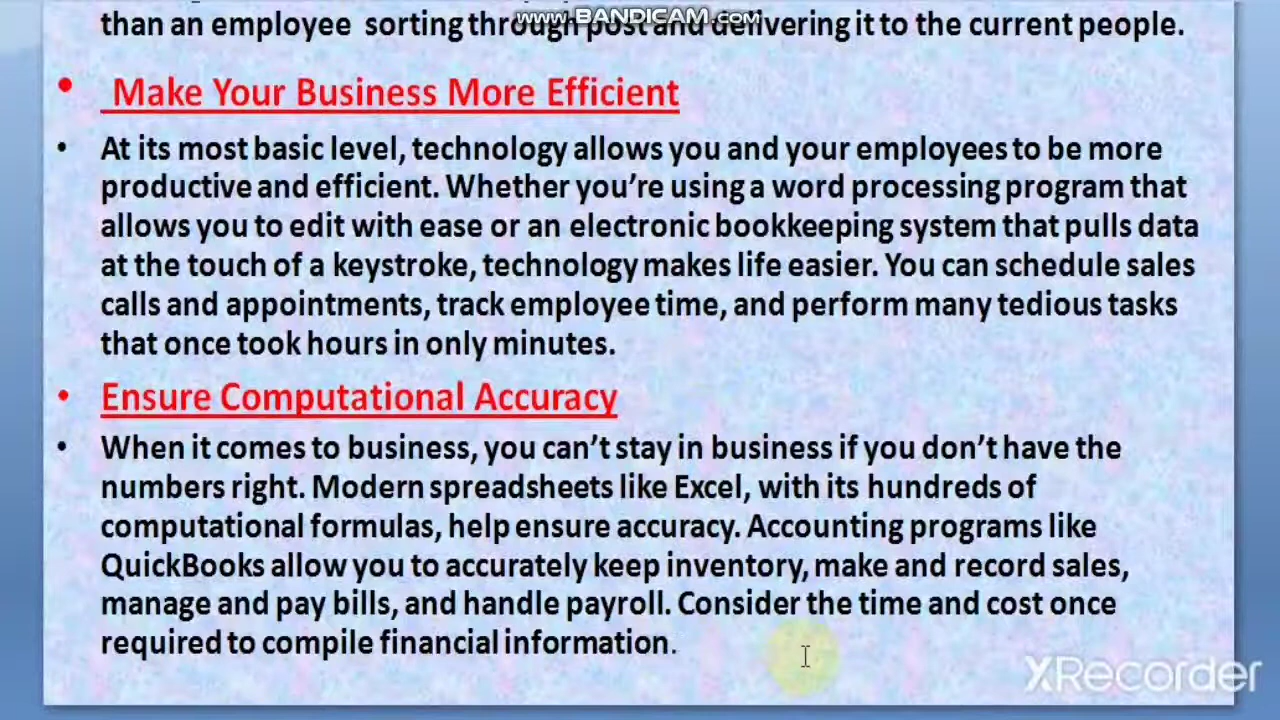 www.BANDICAM.com
than an employee sorting through post and delivering it to the current people.
• Make Your Business More Efficient
• At its most basic level, technology allows you and your employees to be more
productive and efficient. Whether you’re using a word processing program that
allows you to edit with ease or an electronic bookkeeping system that pulls data
at the touch of a keystroke, technology makes life easier. You can schedule sales
calls and appointments, track employee time, and perform many tedious tasks
that once took hours in only minutes.
• Ensure Computational Accuracy
• When it comes to business, you can’t stay in business if you don’t have the
numbers right. Modern spreadsheets like Excel, with its hundreds of
computational formulas, help ensure accuracy. Accounting programs like
QuickBooks allow you to accurately keep inventory, make and record sales,
manage and pay bills, and handle payroll. Consider the time and cost once
required to compile financial information.
XRecorder